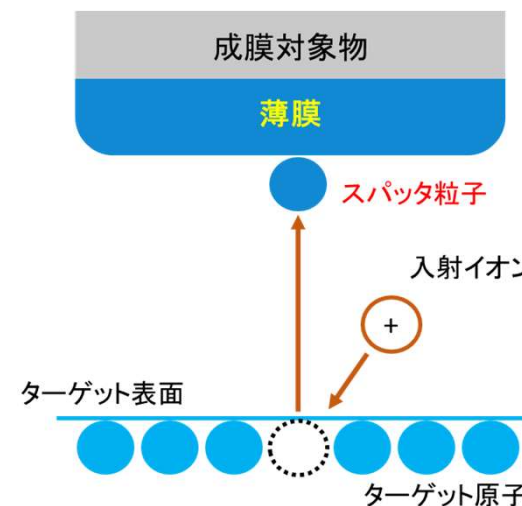 成膜対象物
薄膜
スパッタ粒子
入射イオン
+
ターゲット表面
ターゲット原子